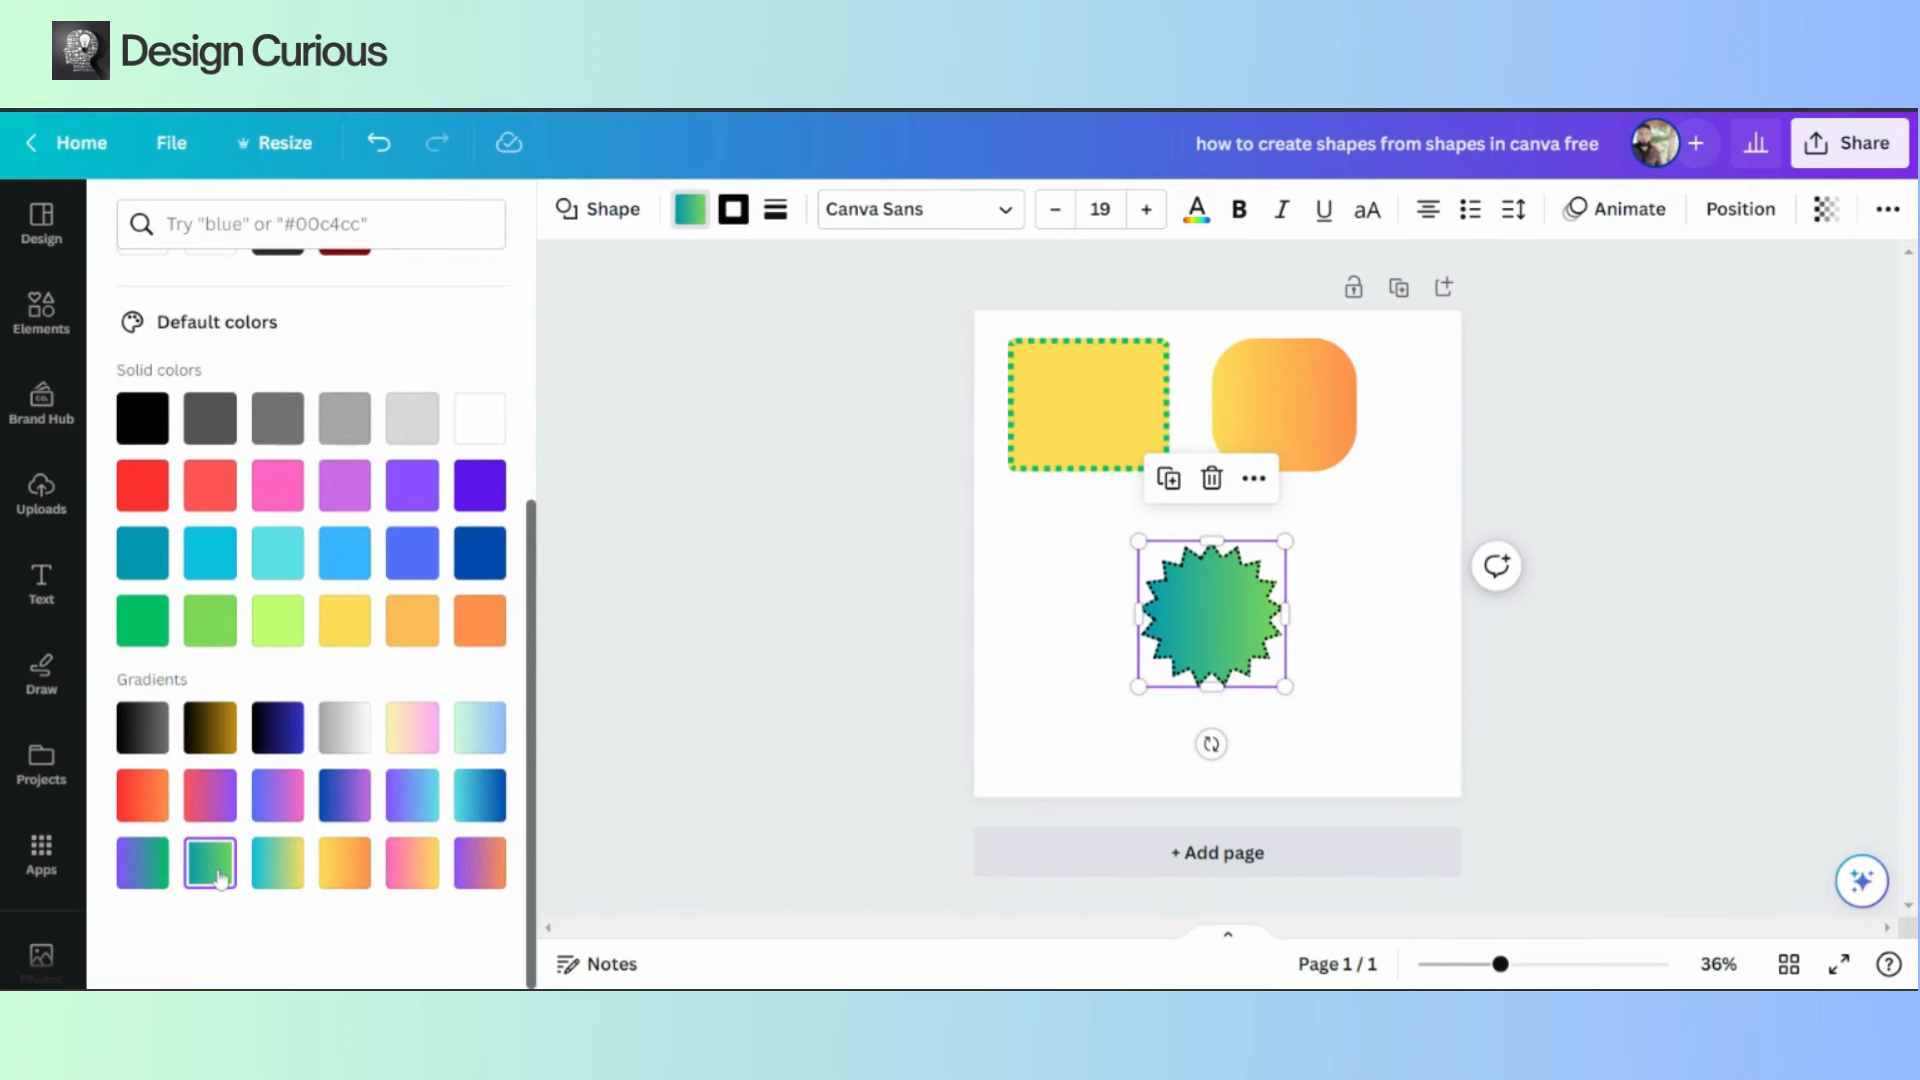 Design Curious
Home File Resize how to create shapes from shapes in canva free Share
Design
Elements
CO.
Brand Hub
Uploads
Text
Draw
Projects
Apps
Photos
Try "blue" or "#00c4cc"
Default colors
Solid colors
Gradients
Shape Canva Sans 19 A B I U aA Animate Position
+ Add page
Notes Page 1 / 1 36%